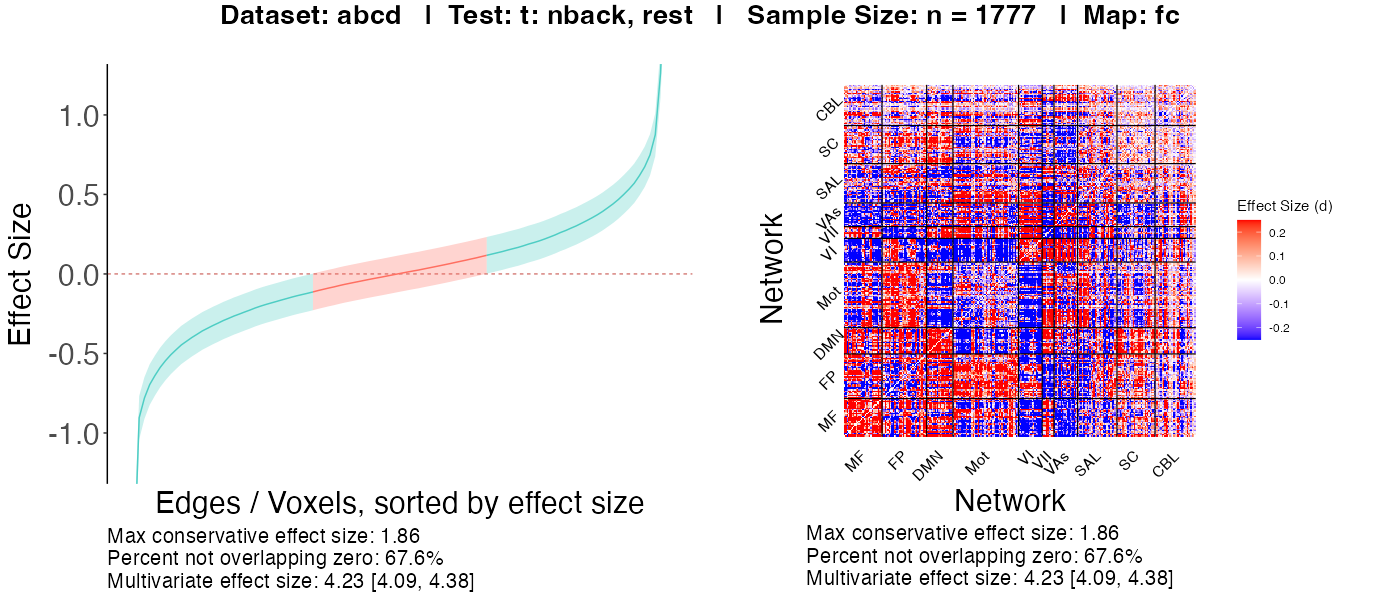 Dataset: abcd | Test: t: nback, rest | Sample Size: n = 1777 | Map: fc
Effect Size
1.0
0.5
0.0
-0.5
-1.0
Edges / Voxels, sorted by effect size
Max conservative effect size: 1.86
Percent not overlapping zero: 67.6%
Multivariate effect size: 4.23 [4.09, 4.38]
Network
CBL
SC
SAL
VAs
VII
VI
Mot
DMN
FP
MF
MF FP DMN Mot VI VII VAs SAL SC CBL
Network
Max conservative effect size: 1.86
Percent not overlapping zero: 67.6%
Multivariate effect size: 4.23 [4.09, 4.38]
Effect Size (d)
0.2
0.1
0.0
-0.1
-0.2